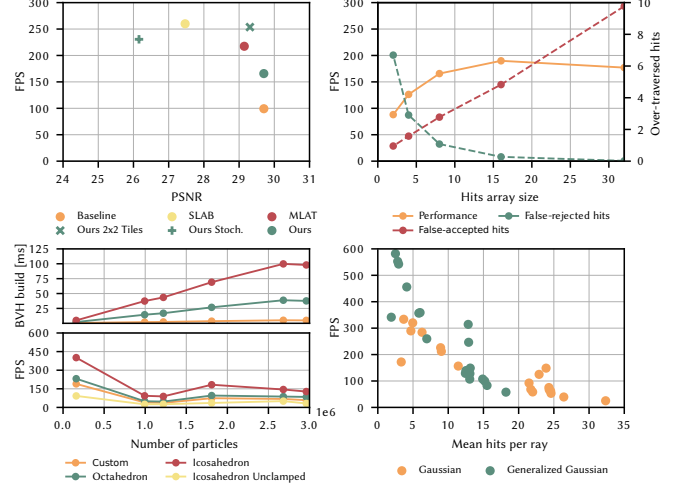 300
250
200
150
100
50
0
FPS
24 25 26 27 28 29 30 31
PSNR
Baseline SLAB MLAT
Ours 2x2 Tiles Ours Stoch. Ours
300
250
200
150
100
50
0
FPS
10
8
6
4
2
0
Over-traversed hits
0 5 10 15 20 25 30
Hits array size
Performance False-rejected hits
False-accepted hits
125
100
75
50
25
BVH build [ms]
600
450
300
150
0
FPS
0.0 0.5 1.0 1.5 2.0 2.5 3.0
1e6
Number of particles
Custom Icosahedron
Octahedron Icosahedron Unclamped
600
500
400
300
200
100
0
FPS
0 5 10 15 20 25 30 35
Mean hits per ray
Gaussian Generalized Gaussian